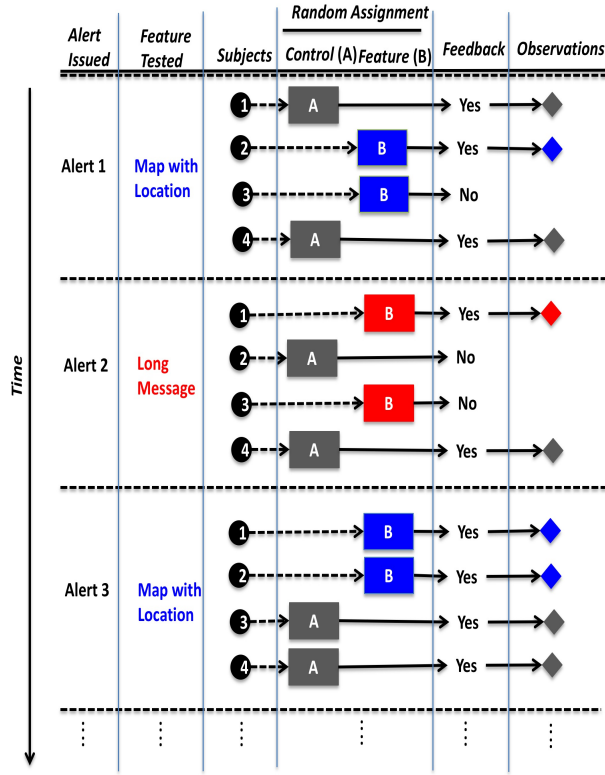 Random Assignment
Alert Issued Feature Tested Subjects Control (A) Feature (B) Feedback Observations
Time
Alert 1 Map with Location
1 A Yes
2 B Yes
3 B No
4 A Yes
Alert 2 Long Message
1 B Yes
2 A No
3 B No
4 A Yes
Alert 3 Map with Location
1 B Yes
2 B Yes
3 A Yes
4 A Yes